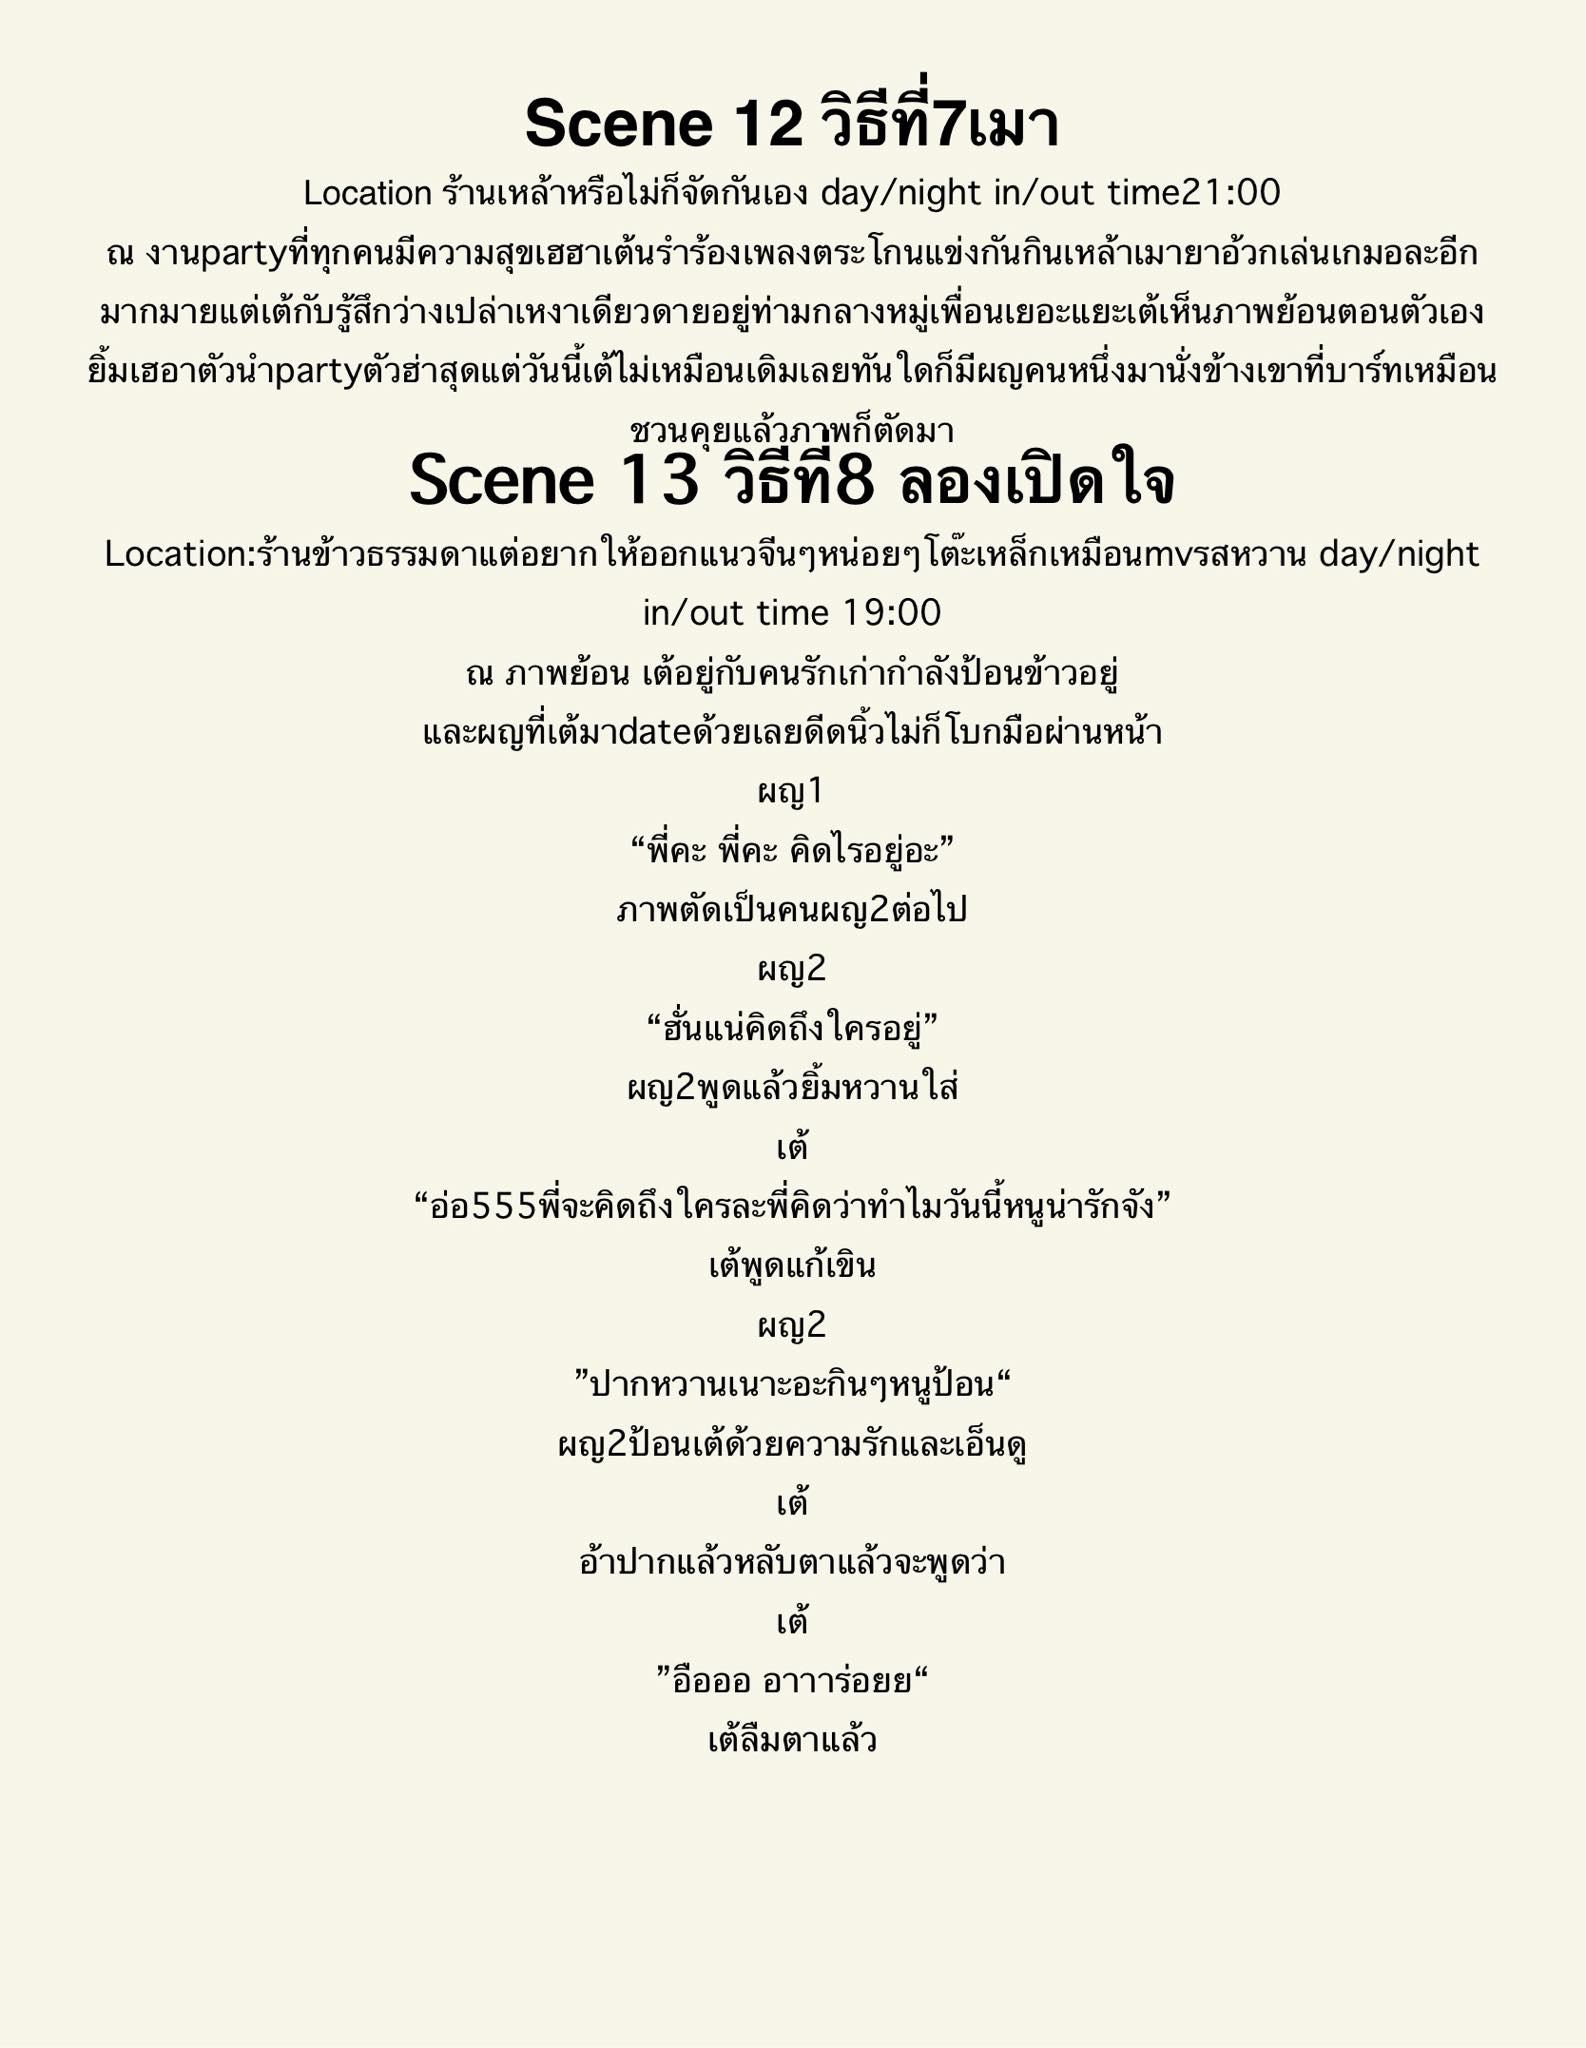 Scene 12 วิธีที่7เมา
Location ร้านเหล้าหรือไม่ก็จัดกันเอง day/night in/out time21:00
ณ งานpartyที่ทุกคนมีความสุขเฮฮาเต้นรำร้องเพลงตระโกนแข่งกันกินเหล้าเมายาอ้วกเล่นเกมอละอีก
มากมายแต่เต้กับรู้สึกว่างเปล่าเหงาเดียวดายอยู่ท่ามกลางหมู่เพื่อนเยอะแยะเต้เห็นภาพย้อนตอนตัวเอง
ยิ้มเฮอาตัวนำpartyตัวฮ่าสุดแต่วันนี้เต้ไม่เหมือนเดิมเลยทันใดก็มีผญคนหนึ่งมานั่งข้างเขาที่บาร์ทเหมือน
ชวนคุยแล้วภาพก็ตัดมา
Scene 13 วิธีที่8 ลองเปิดใจ
Location:ร้านข้าวธรรมดาแต่อยากให้ออกแนวจีนๆหน่อยๆโต๊ะเหล็กเหมือนmvรสหวาน day/night
in/out time 19:00
ณ ภาพย้อน เต้อยู่กับคนรักเก่ากำลังป้อนข้าวอยู่
และผญที่เต้มาdateด้วยเลยดีดนิ้วไม่ก็โบกมือผ่านหน้า
ผญ1
“พี่คะ พี่คะ คิดไรอยู่อะ”
ภาพตัดเป็นคนผญ2ต่อไป
ผญ2
“ฮั่นแน่คิดถึงใครอยู่”
ผญ2พูดแล้วยิ้มหวานใส่
เต้
“อ่อ555พี่จะคิดถึงใครละพี่คิดว่าทำไมวันนี้หนูน่ารักจัง”
เต้พูดแก้เขิน
ผญ2
”ปากหวานเนาะอะกินๆหนูป้อน“
ผญ2ป้อนเต้ด้วยความรักและเอ็นดู
เต้
อ้าปากแล้วหลับตาแล้วจะพูดว่า
เต้
”อืออออ อาาาร่อยย“
เต้ลืมตาแล้ว